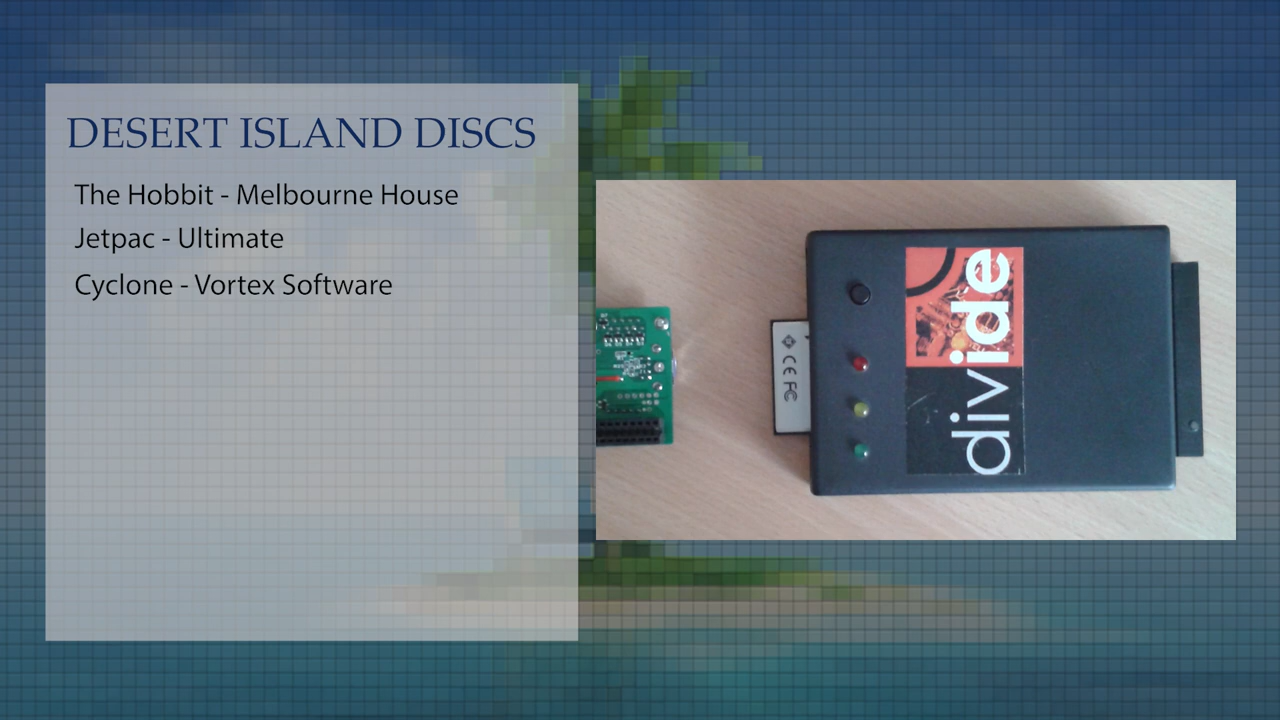 DESERT ISLAND DISCS
The Hobbit - Melbourne House
Jetpac - Ultimate
Cyclone - Vortex Software
CE FC
divide